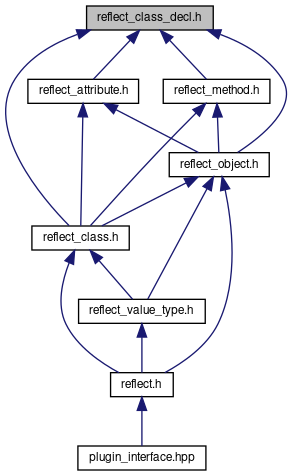 reflect_class_decl.h
reflect_attribute.h
reflect_method.h
reflect_object.h
reflect_class.h
reflect_value_type.h
reflect.h
plugin_interface.hpp